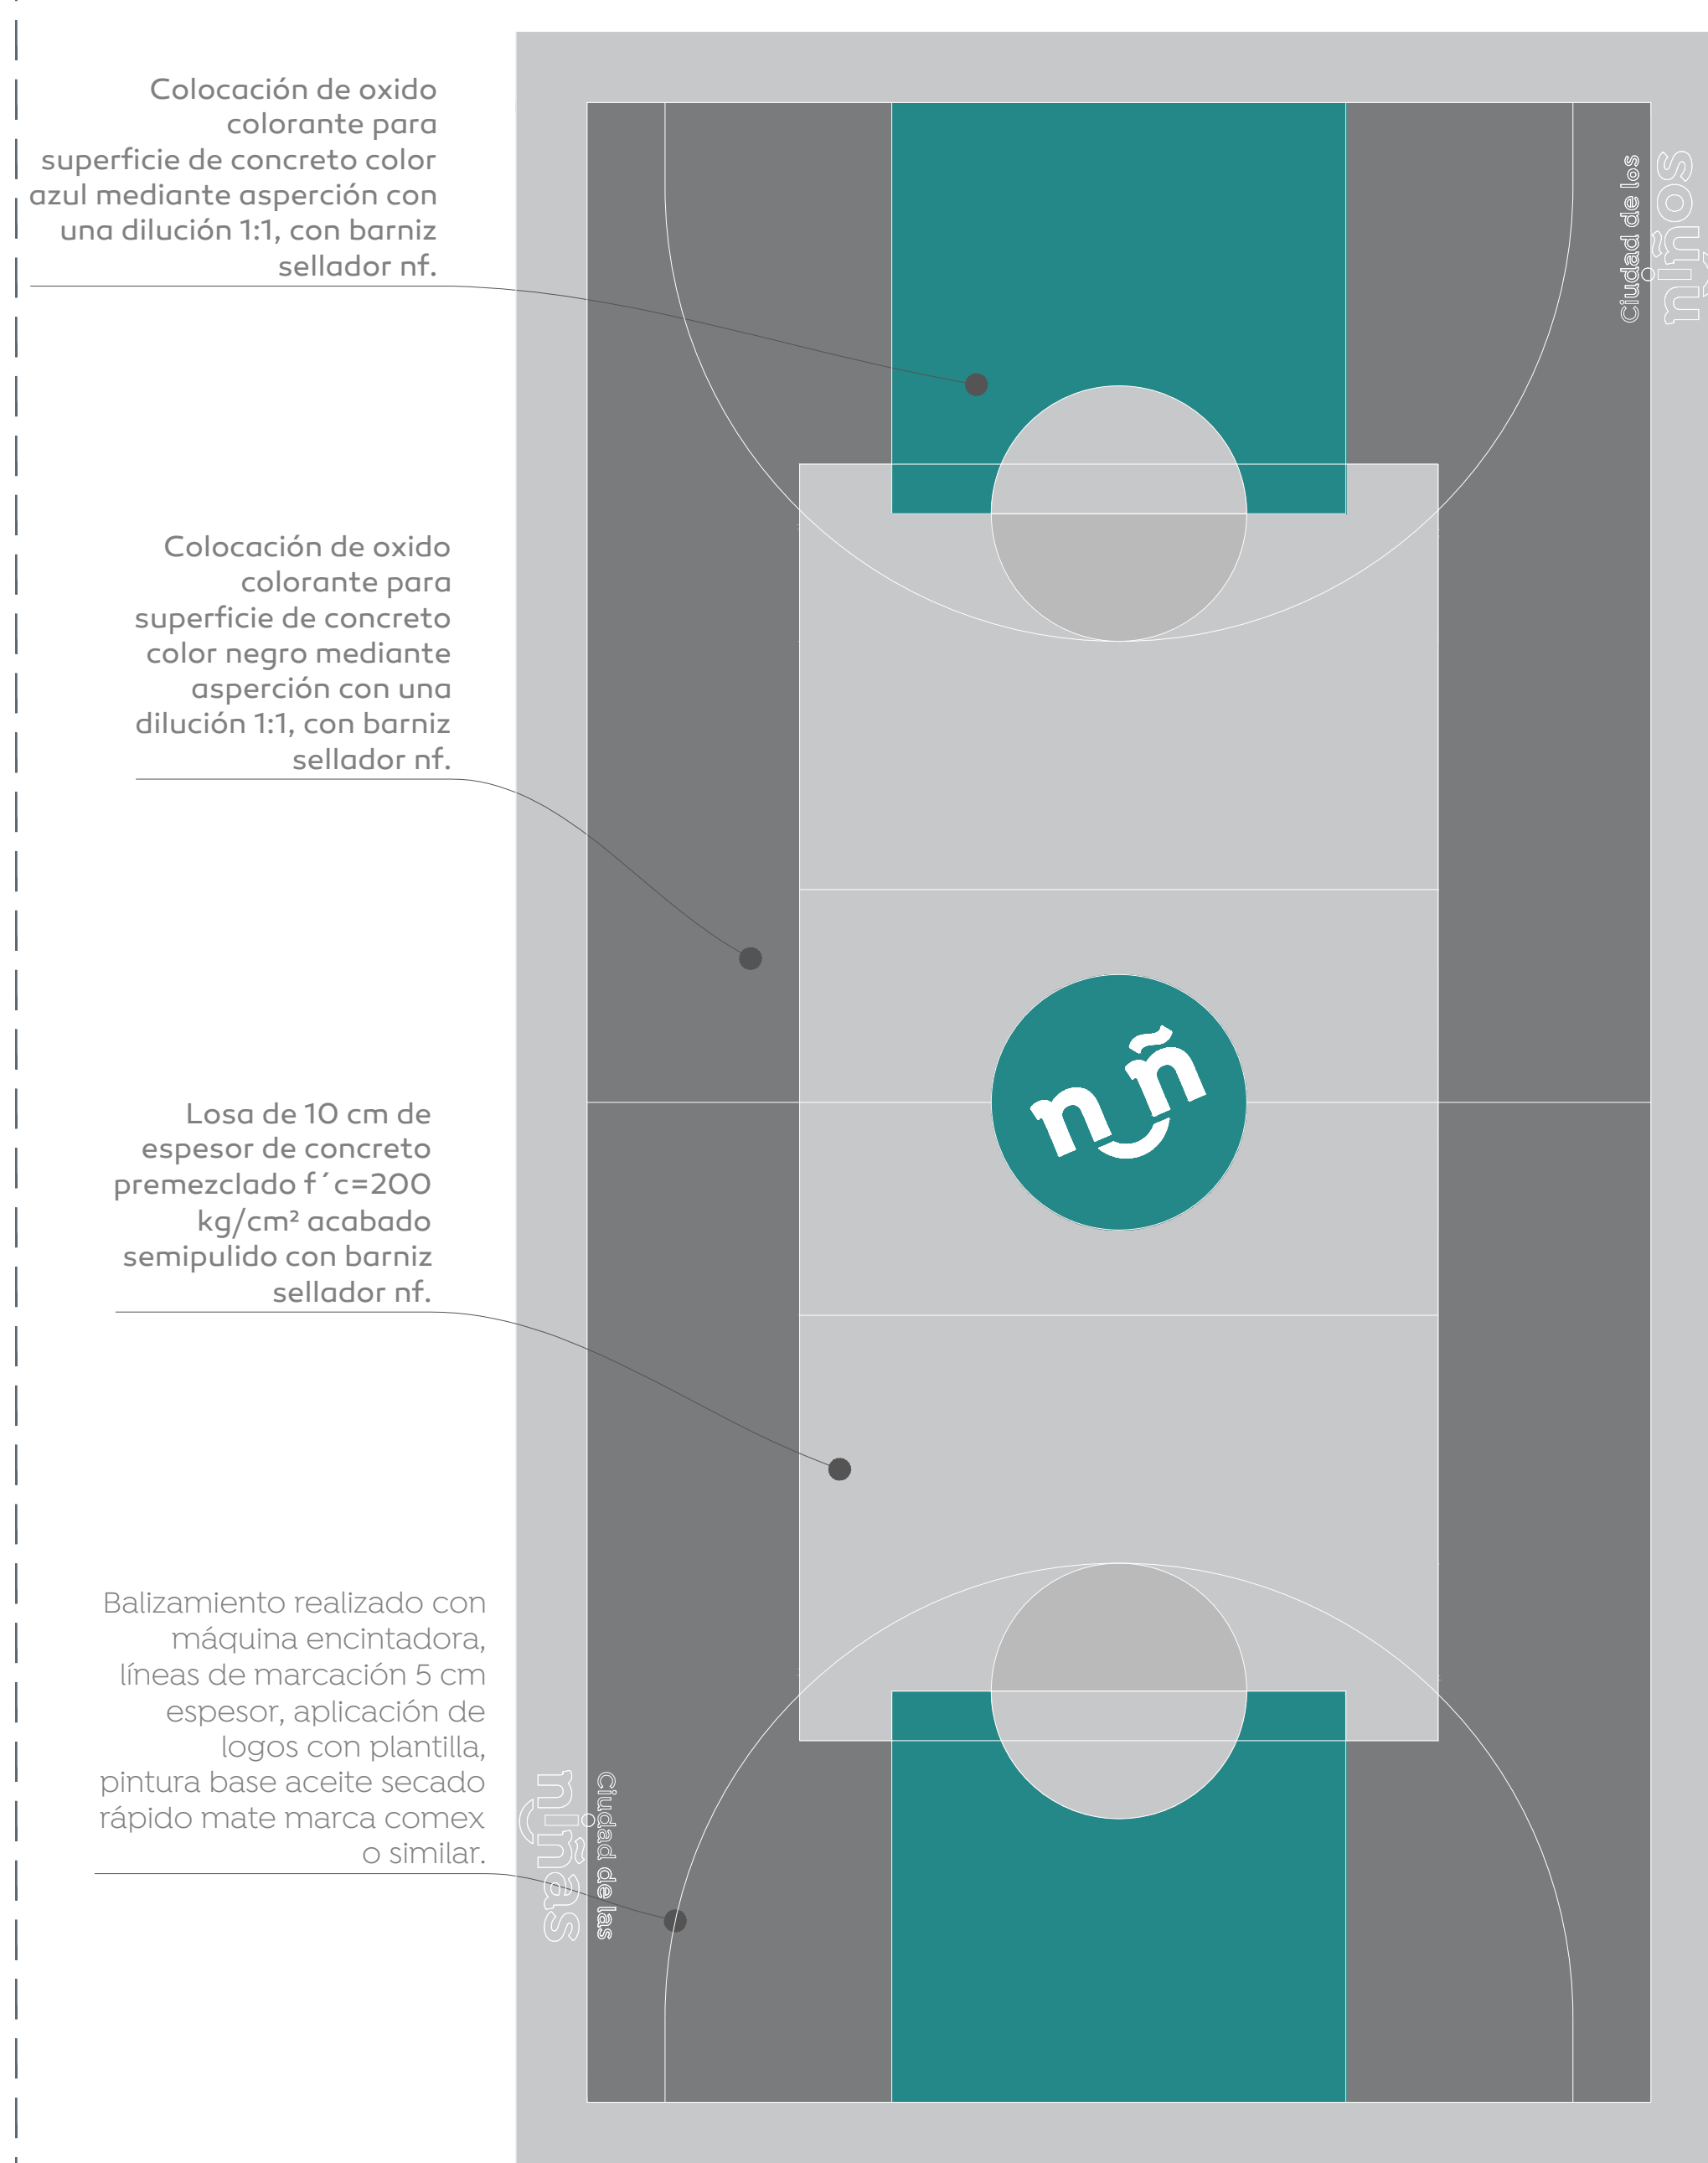 Colocación de oxido
colorante para
superficie de concreto color
azul mediante asperción con
una dilución 1:1, con barniz
sellador nf.
Ciudad de los
niños
Colocación de oxido
colorante para
superficie de concreto
color negro mediante
asperción con una
dilución 1:1, con barniz
sellador nf.
nñ
Losa de 10 cm de
espesor de concreto
premezclado f´c=200
kg/cm² acabado
semipulido con barniz
sellador nf.
Balizamiento realizado con
máquina encintadora,
líneas de marcación 5 cm
espesor, aplicación de
logos con plantilla,
pintura base aceite secado
rápido mate marca comex
o similar.
Ciudad de las
niñas